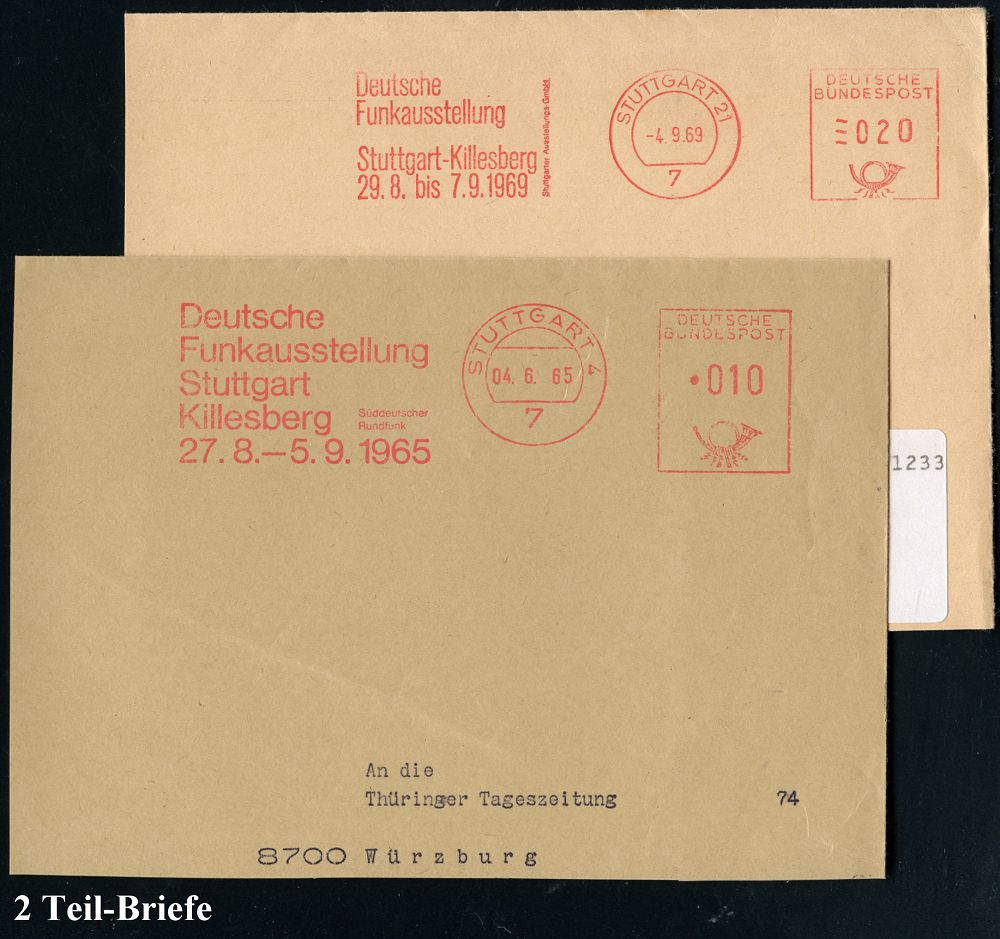 Deutsche
Funkausstellung
Stuttgart-Killesberg
29.8. bis 7.9.1969
Stuttgarter Ausstellungs-GmbH
STUTTGART 21
-4.9.69
7
DEUTSCHE
BUNDESPOST
020
1233
Deutsche
Funkausstellung
Stuttgart
Killesberg
Süddeutscher
Rundfunk
27.8.–5.9.1965
STUTTGART 4
04.6.65
7
DEUTSCHE
BUNDESPOST
010
An die
Thüringer Tageszeitung
74
8700 Würzburg
2 Teil-Briefe